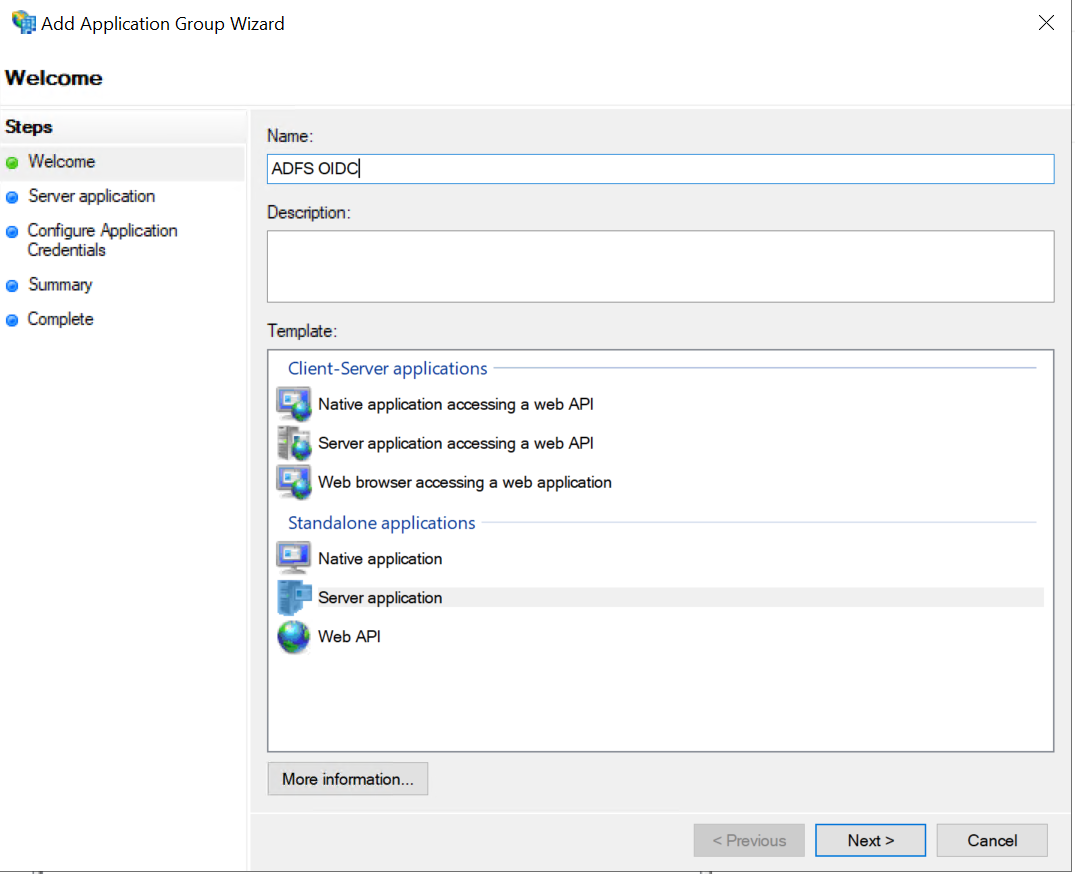 Add Application Group Wizard
Welcome
Steps
Welcome
Server application
Configure Application
Credentials
Summary
Complete
Name:
ADFS OIDC
Description:
Template:
Client-Server applications
Native application accessing a web API
Server application accessing a web API
Web browser accessing a web application
Standalone applications
Native application
Server application
Web API
More information...
< Previous
Next >
Cancel